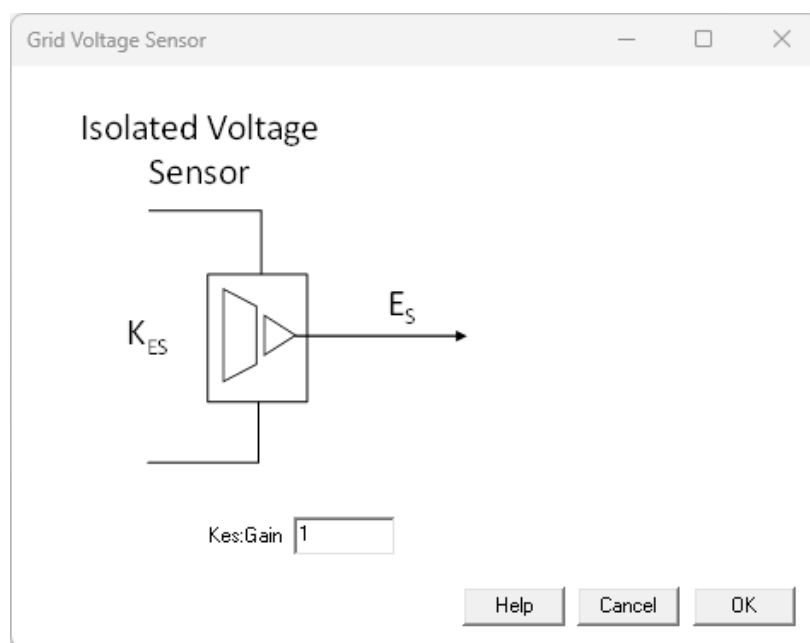 Grid Voltage Sensor
Isolated Voltage
Sensor
E_S
K_ES
Kes:Gain 1
Help Cancel OK